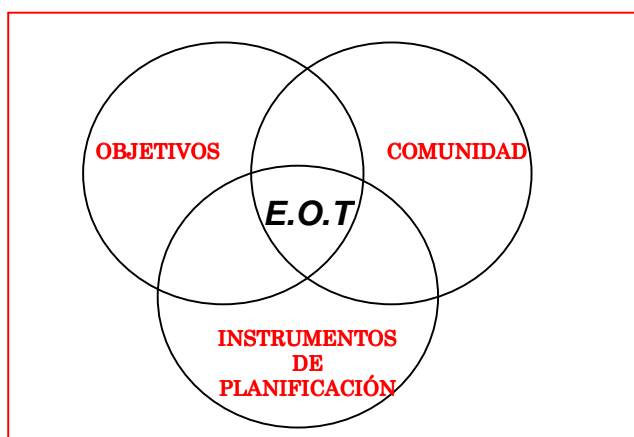 OBJETIVOS
COMUNIDAD
E.O.T
INSTRUMENTOS
DE
PLANIFICACIÓN